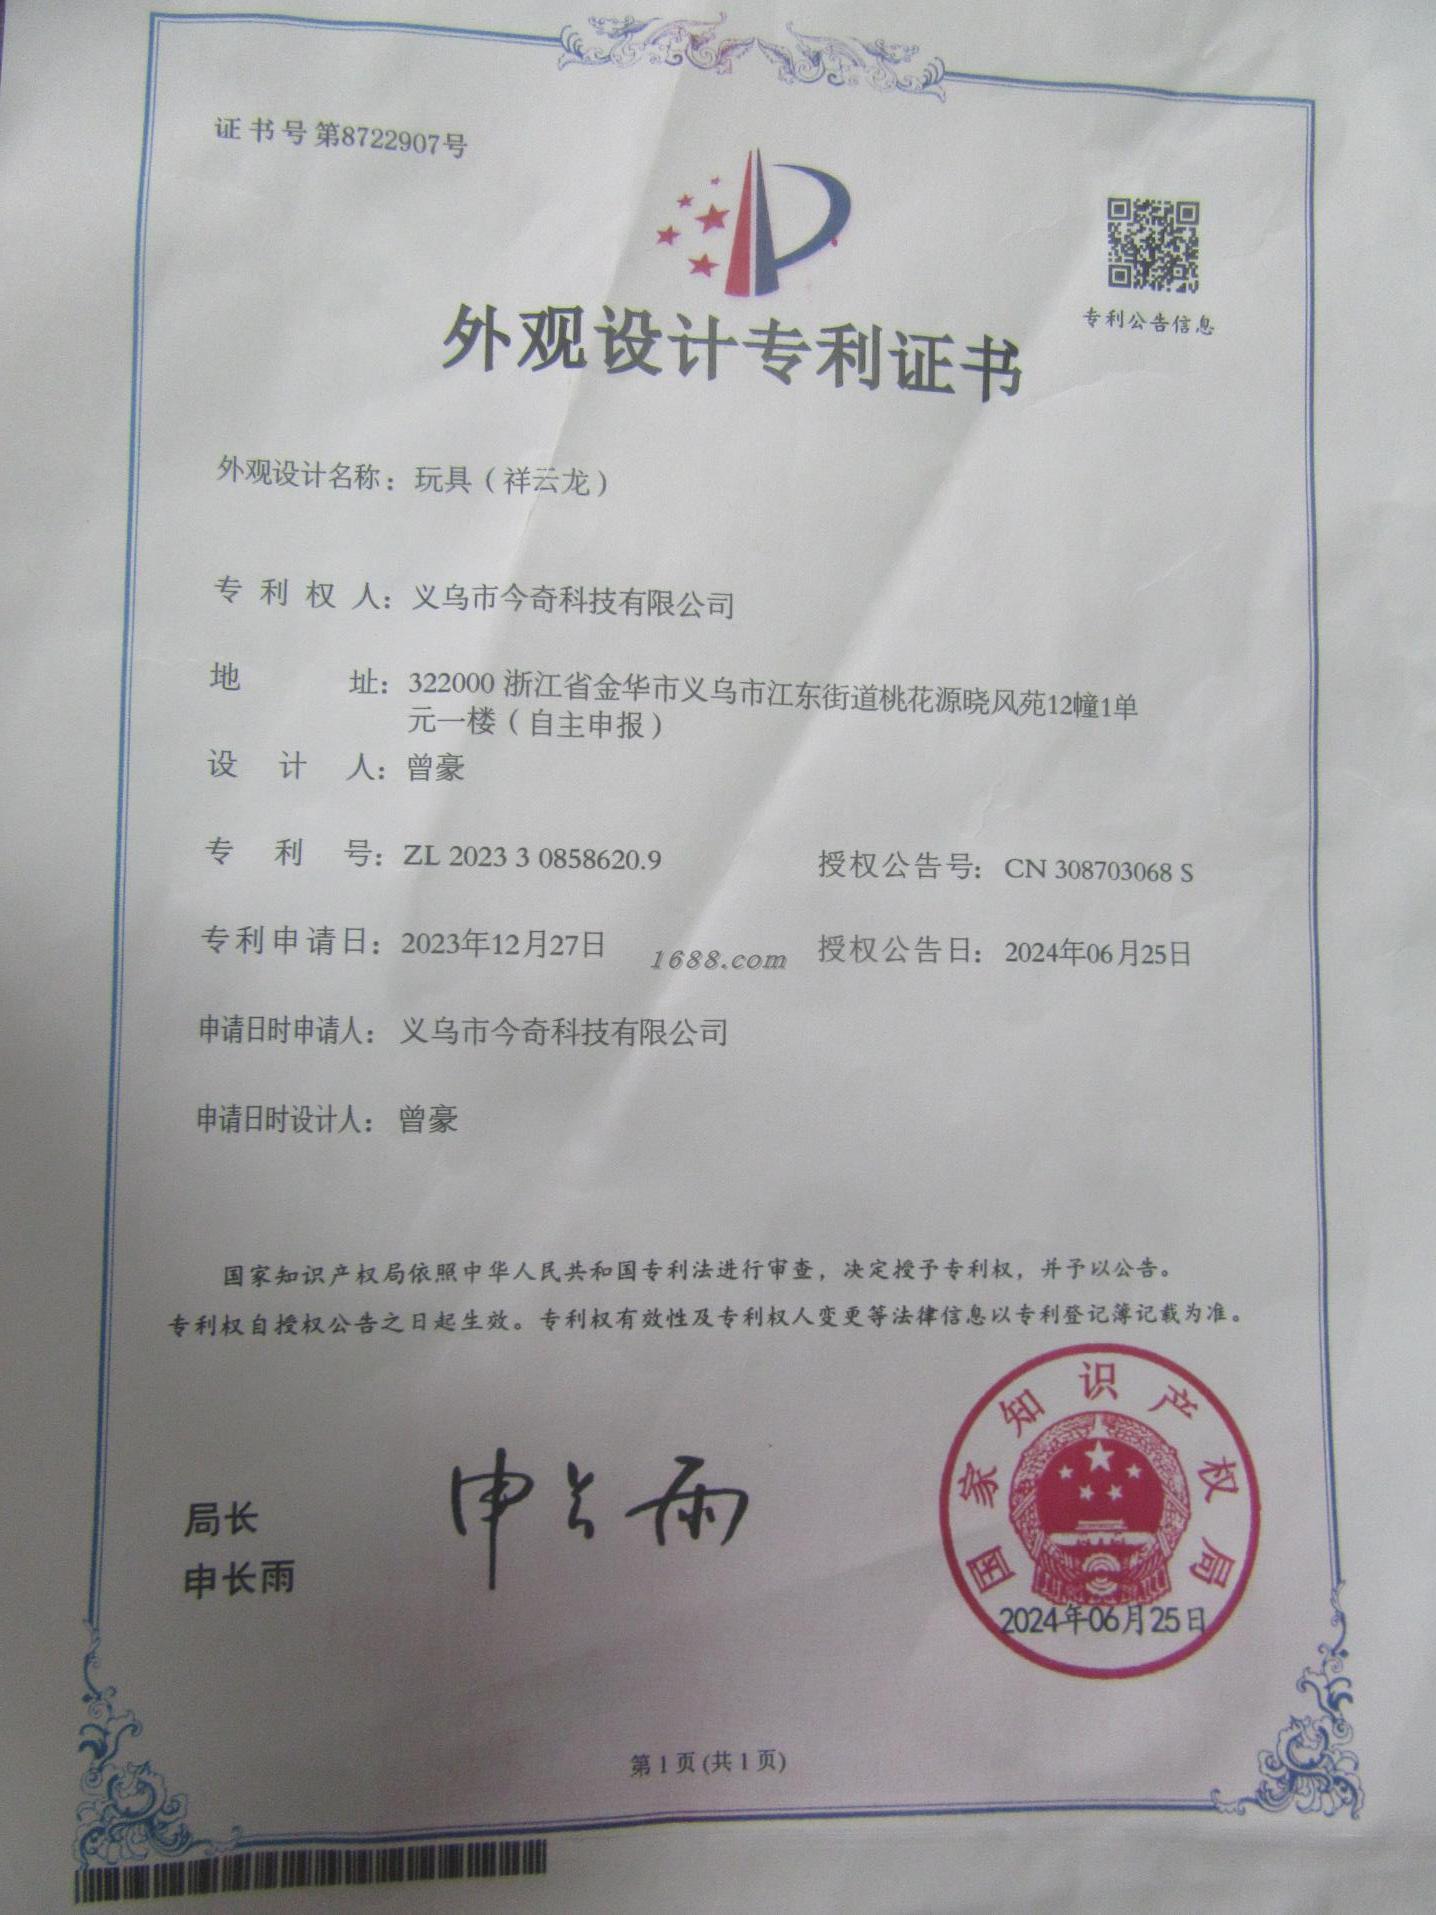 证书号第8722907号
专利公告信息
外观设计专利证书
外观设计名称：玩具（祥云龙）
专利权人：义乌市今奇科技有限公司
地址：322000 浙江省金华市义乌市江东街道桃花源晓风苑12幢1单
元一楼（自主申报）
设计人：曾豪
专利号：ZL 2023 3 0858620.9 授权公告号：CN 308703068 S
专利申请日：2023年12月27日 授权公告日：2024年06月25日
1688.com
申请日时申请人：义乌市今奇科技有限公司
申请日时设计人：曾豪
国家知识产权局依照中华人民共和国专利法进行审查，决定授予专利权，并予以公告。
专利权自授权公告之日起生效。专利权有效性及专利权人变更等法律信息以专利登记簿记载为准。
局长
申长雨
申长雨
国家知识产权局
2024年06月25日
第1页(共1页)